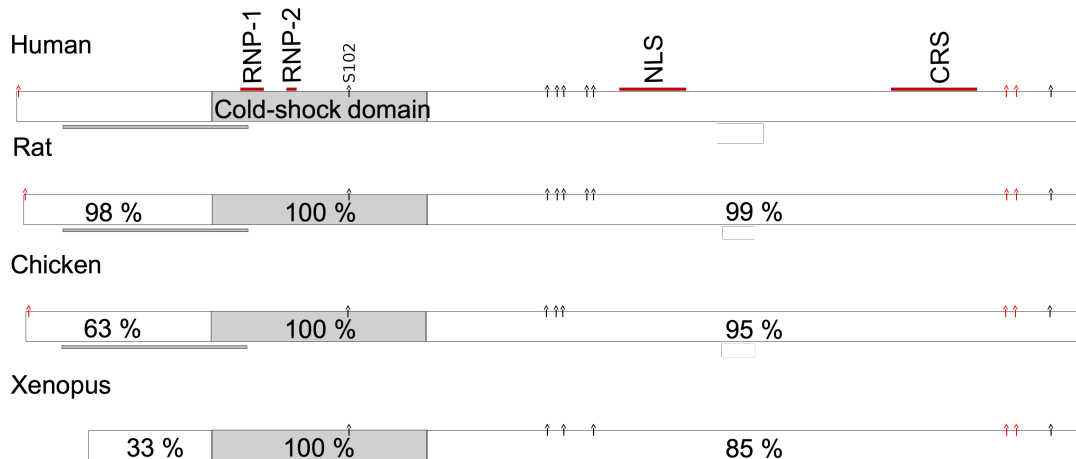 Human
RNP-1
RNP-2
S102
NLS
CRS
Cold-shock domain
Rat
98 %
100 %
99 %
Chicken
63 %
100 %
95 %
Xenopus
33 %
100 %
85 %